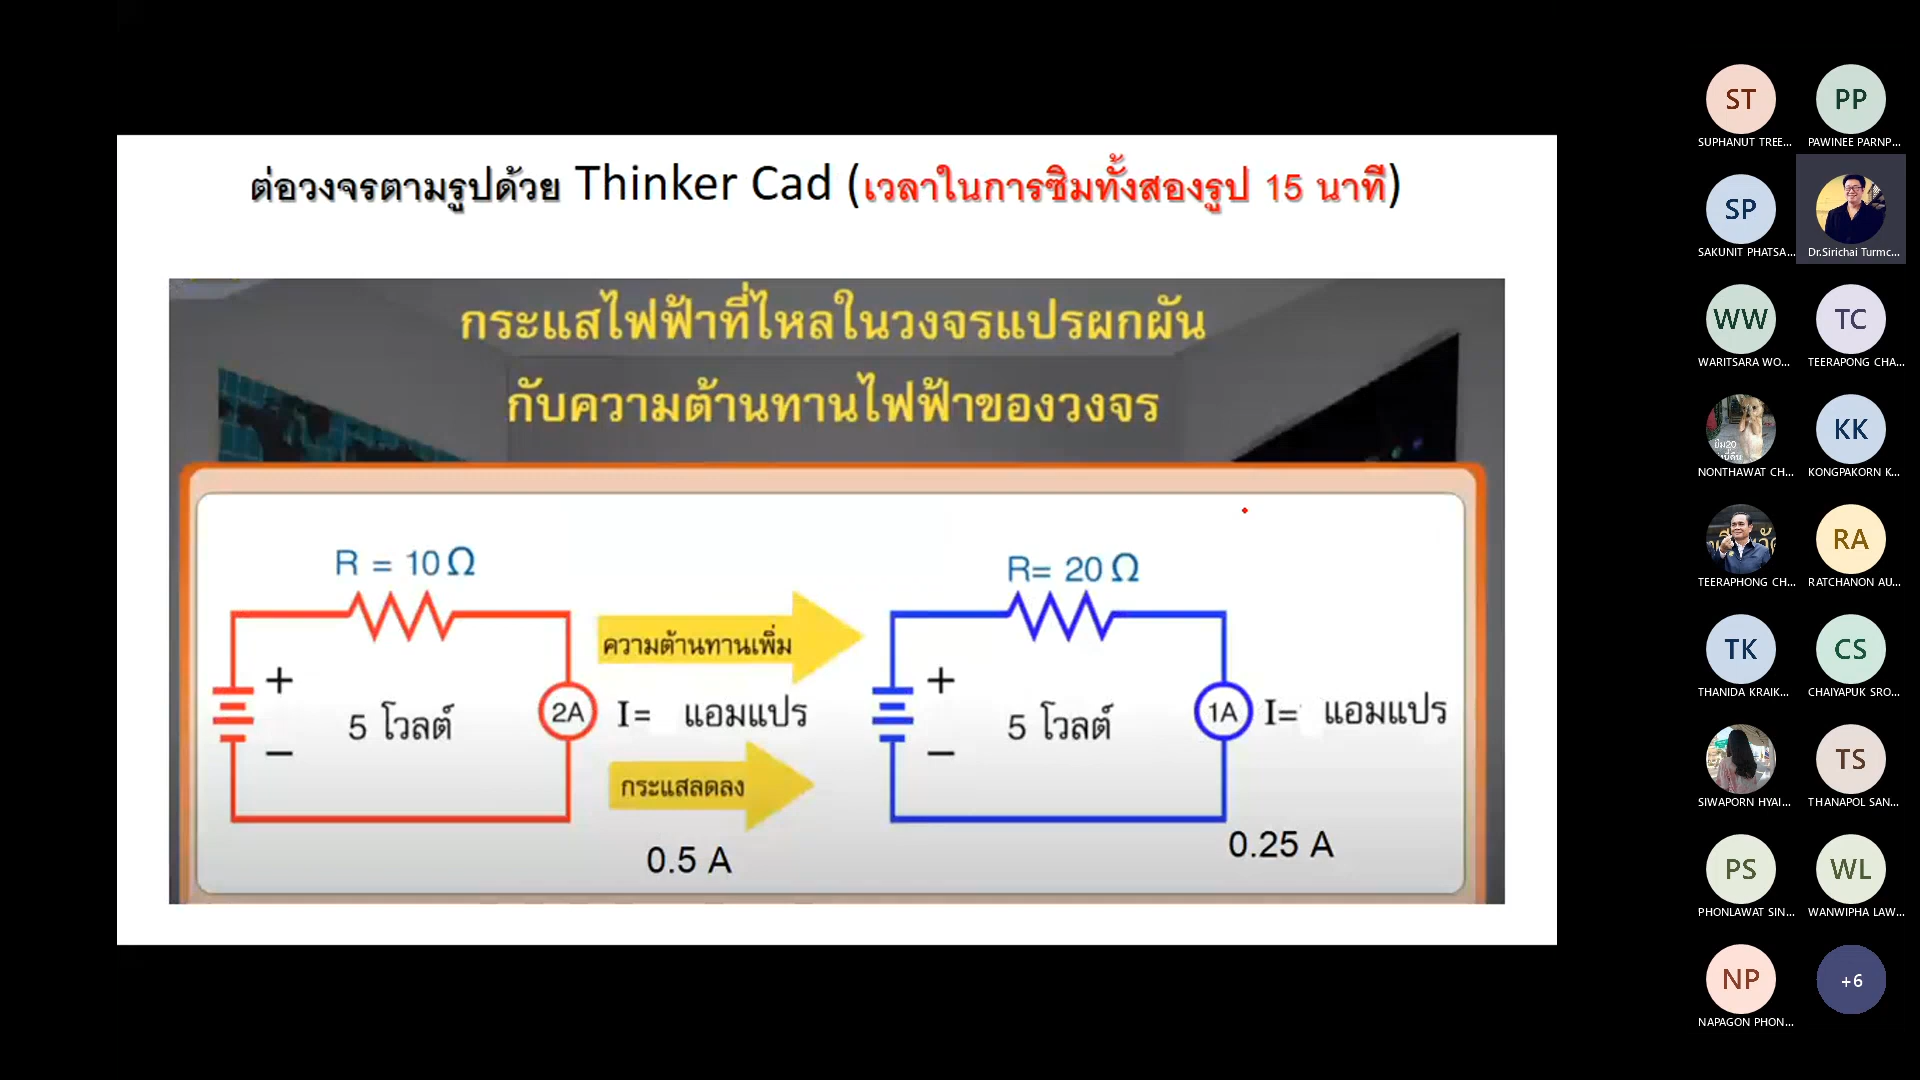 ต่อวงจรตามรูปด้วย Thinker Cad (เวลาในการซิมทั้งสองรูป 15 นาที)
กระแสไฟฟ้าที่ไหลในวงจรแปรผกผัน
กับความต้านทานไฟฟ้าของวงจร
R = 10 Ω
R= 20 Ω
ความต้านทานเพิ่ม
+
5 โวลต์
2A
I= แอมแปร
−
กระแสลดลง
0.5 A
+
5 โวลต์
1A
I= แอมแปร
−
0.25 A
ST
SUPHANUT TREE...
PP
PAWINEE PARNP...
SP
SAKUNIT PHATSA...
Dr.Sirichai Turmc...
WW
WARITSARA WO...
TC
TEERAPONG CHA...
ยืม20
NONTHAWAT CH...
KK
KONGPAKORN K...
TEERAPHONG CH...
RA
RATCHANON AU...
TK
THANIDA KRAIK...
CS
CHAIYAPUK SRO...
SIWAPORN HYAI...
TS
THANAPOL SAN...
PS
PHONLAWAT SIN...
WL
WANWIPHA LAW...
NP
NAPAGON PHON...
+6